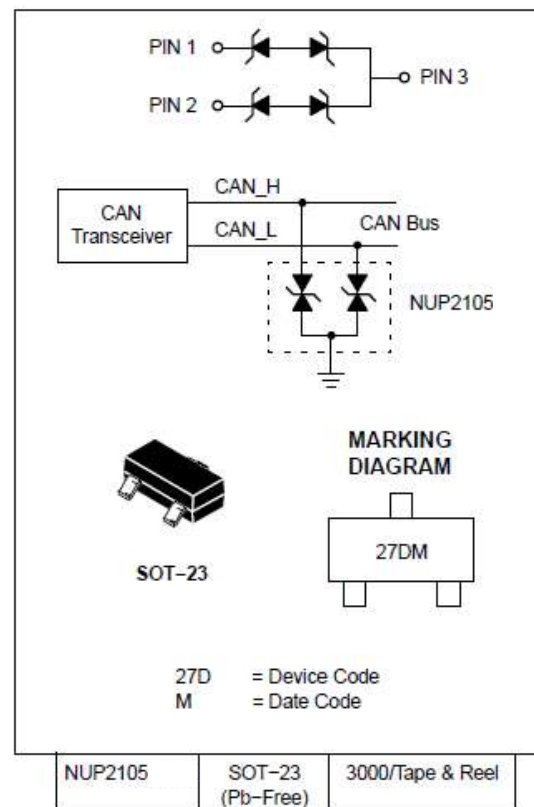 PIN 1
PIN 3
PIN 2
CAN_H
CAN Transceiver
CAN_L
CAN Bus
NUP2105
MARKING
DIAGRAM
27DM
SOT−23
27D = Device Code
M = Date Code
NUP2105 SOT−23 3000/Tape & Reel
(Pb−Free)